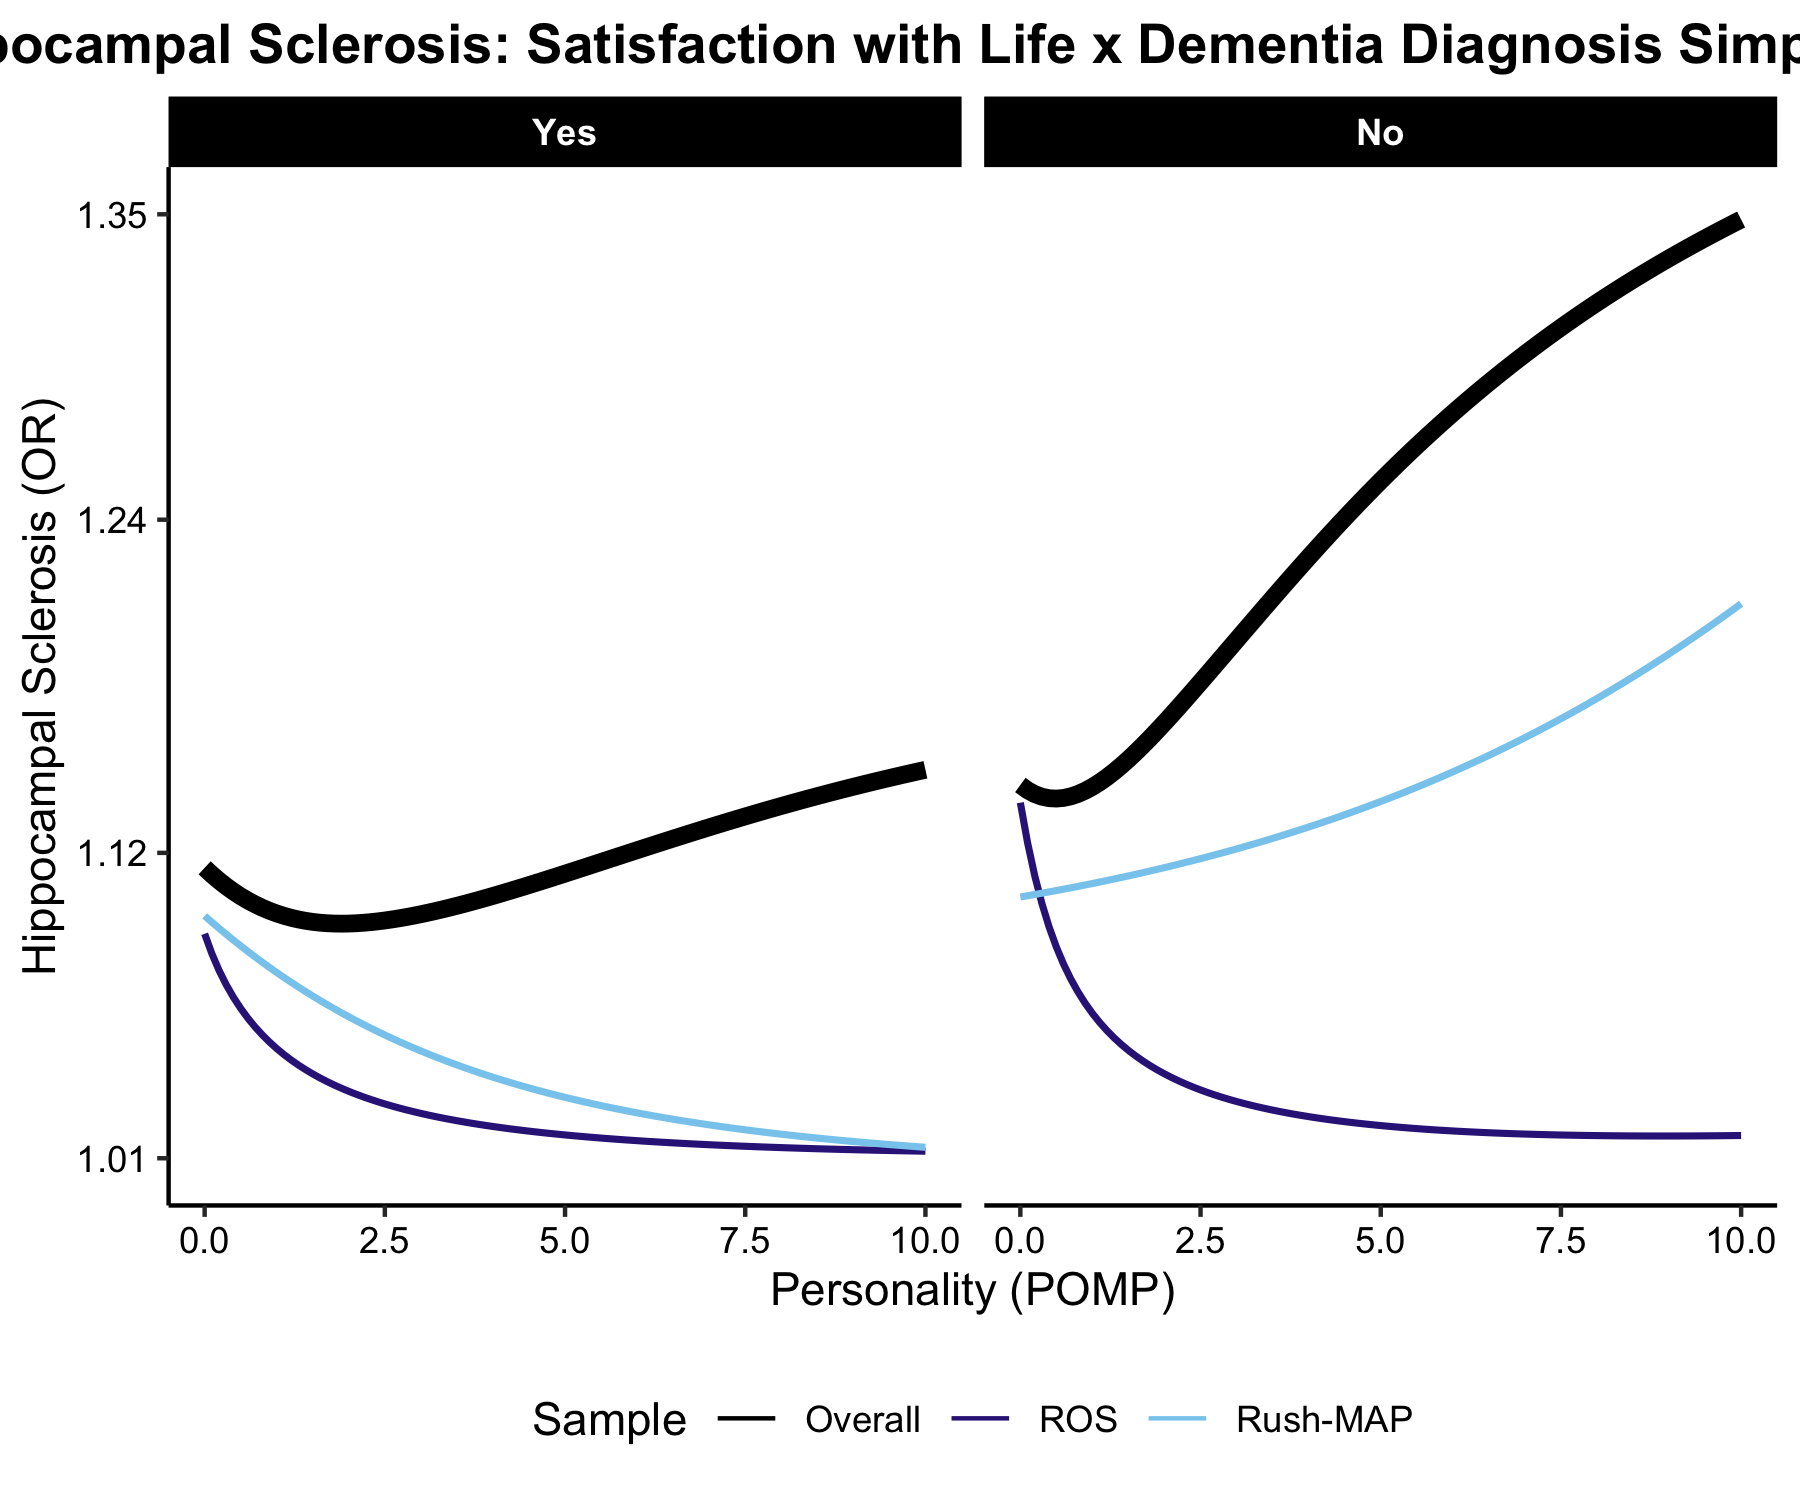 pocampal Sclerosis: Satisfaction with Life x Dementia Diagnosis Simp
Yes
No
Hippocampal Sclerosis (OR)
1.35
1.24
1.12
1.01
0.0 2.5 5.0 7.5 10.0 0.0 2.5 5.0 7.5 10.0
Personality (POMP)
Sample Overall ROS Rush-MAP